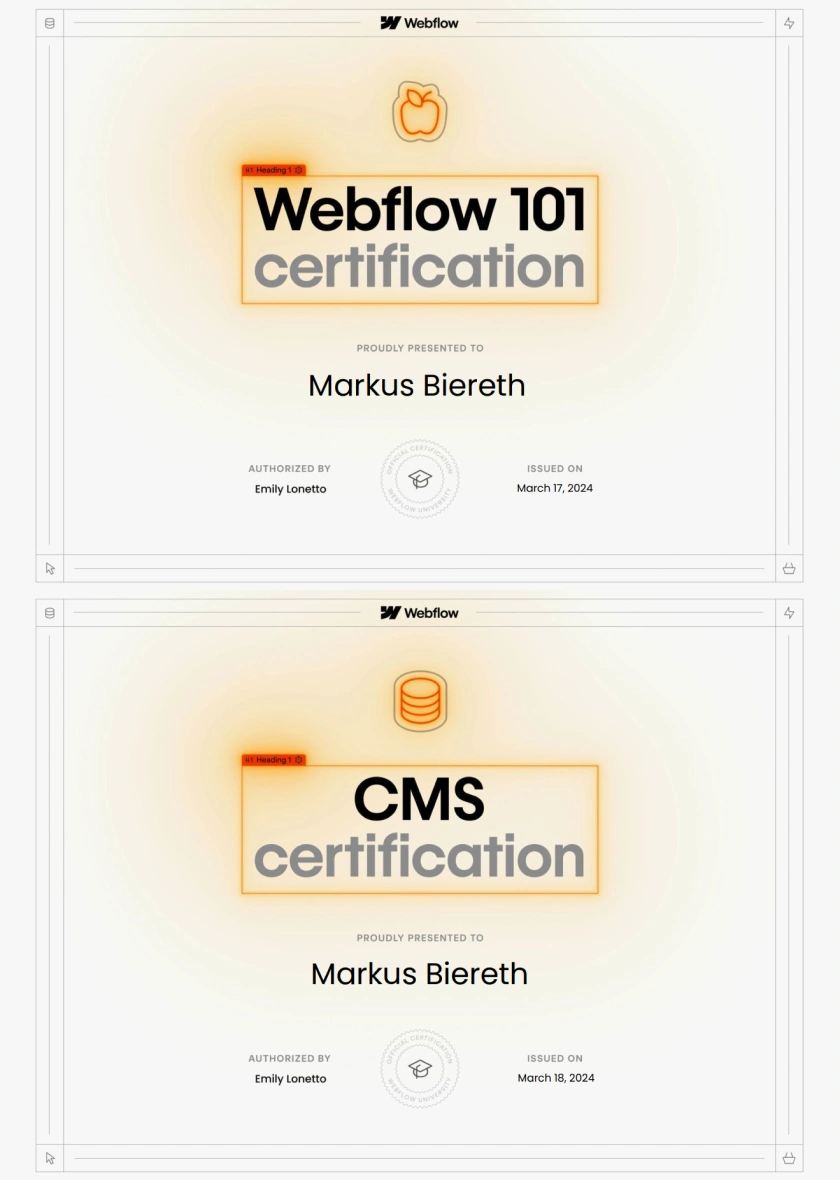 Webflow
H1 Heading 1
Webflow 101
certification
PROUDLY PRESENTED TO
Markus Biereth
AUTHORIZED BY
Emily Lonetto
OFFICIAL CERTIFICATION
WEBFLOW UNIVERSITY
ISSUED ON
March 17, 2024
Webflow
H1 Heading 1
CMS
certification
PROUDLY PRESENTED TO
Markus Biereth
AUTHORIZED BY
Emily Lonetto
OFFICIAL CERTIFICATION
WEBFLOW UNIVERSITY
ISSUED ON
March 18, 2024